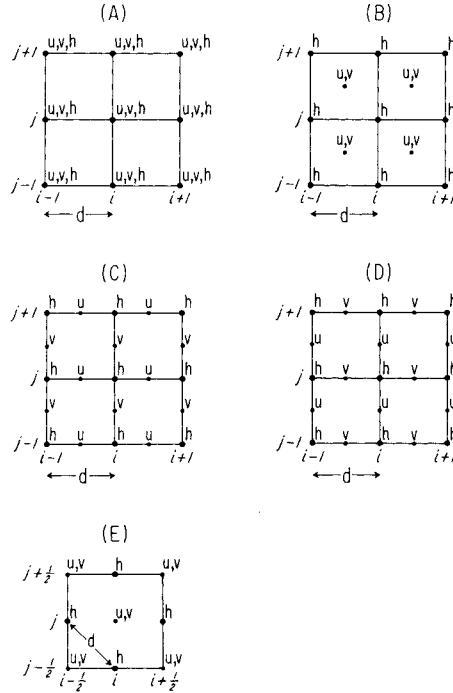 (A) (B)
u,v,h u,v,h u,v,h h h h
j+1 j+1
u,v u,v
j u,v,h u,v,h u,v,h j h h h
u,v u,v
j-1 u,v,h u,v,h u,v,h j-1 h h h
i-1 i i+1 i-1 i i+1
d d
(C) (D)
j+1 h u h u h j+1 h v h v h
v v v u u u
j h u h u h j h v h v h
v v v u u u
j-1 h u h u h j-1 h v h v h
i-1 i i+1 i-1 i i+1
d d
(E)
j+½ u,v h u,v
j h u,v h
d
j-½ u,v h u,v
i-½ i i+½